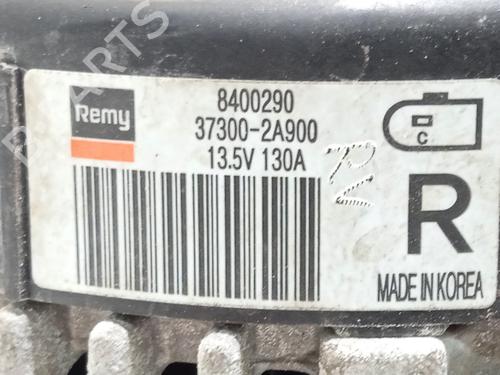 Remy
8400290
37300-2A900
13.5V 130A
C
R
MADE IN KOREA